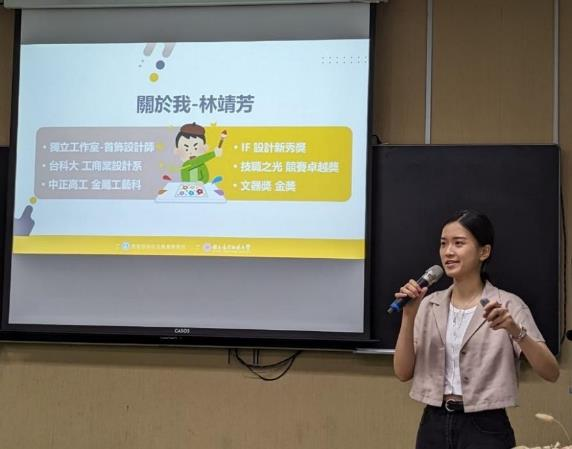 關於我-林靖芳
• 獨立工作室-首飾設計師
• 台科大 工商業設計系
• 中正高工 金屬工藝科
• IF 設計新秀獎
• 技職之光 競賽卓越獎
• 文薈獎 金獎
CASOS